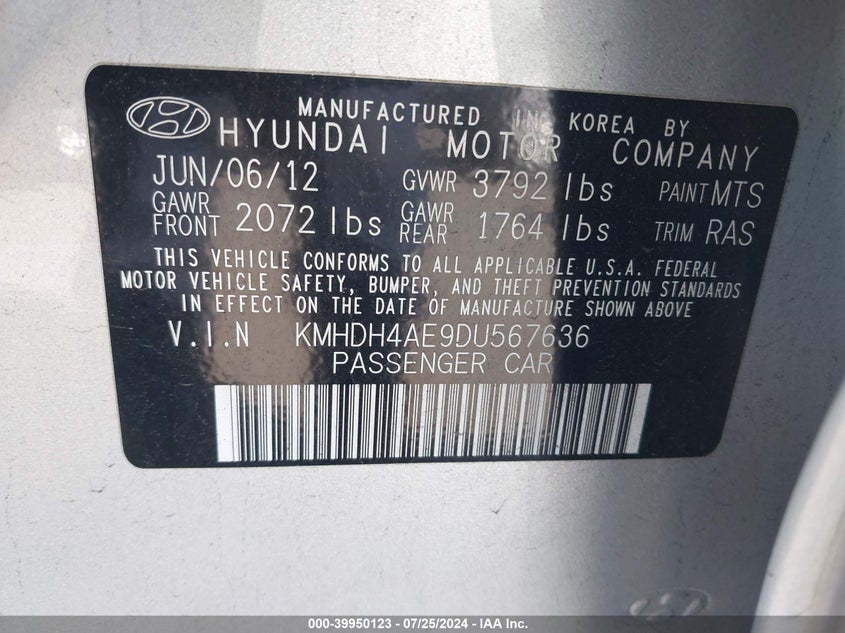 MANUFACTURED IN KOREA BY
HYUNDAI MOTOR COMPANY
JUN/06/12 GVWR 3792 lbs PAINT MTS
GAWR FRONT 2072 lbs GAWR REAR 1764 lbs TRIM RAS
THIS VEHICLE CONFORMS TO ALL APPLICABLE U.S.A. FEDERAL
MOTOR VEHICLE SAFETY, BUMPER, AND THEFT PREVENTION STANDARDS
IN EFFECT ON THE DATE OF MANUFACTURE SHOWN ABOVE
V.I.N KMHDH4AE9DU567636
PASSENGER CAR
000-39950123 - 07/25/2024 - IAA Inc.